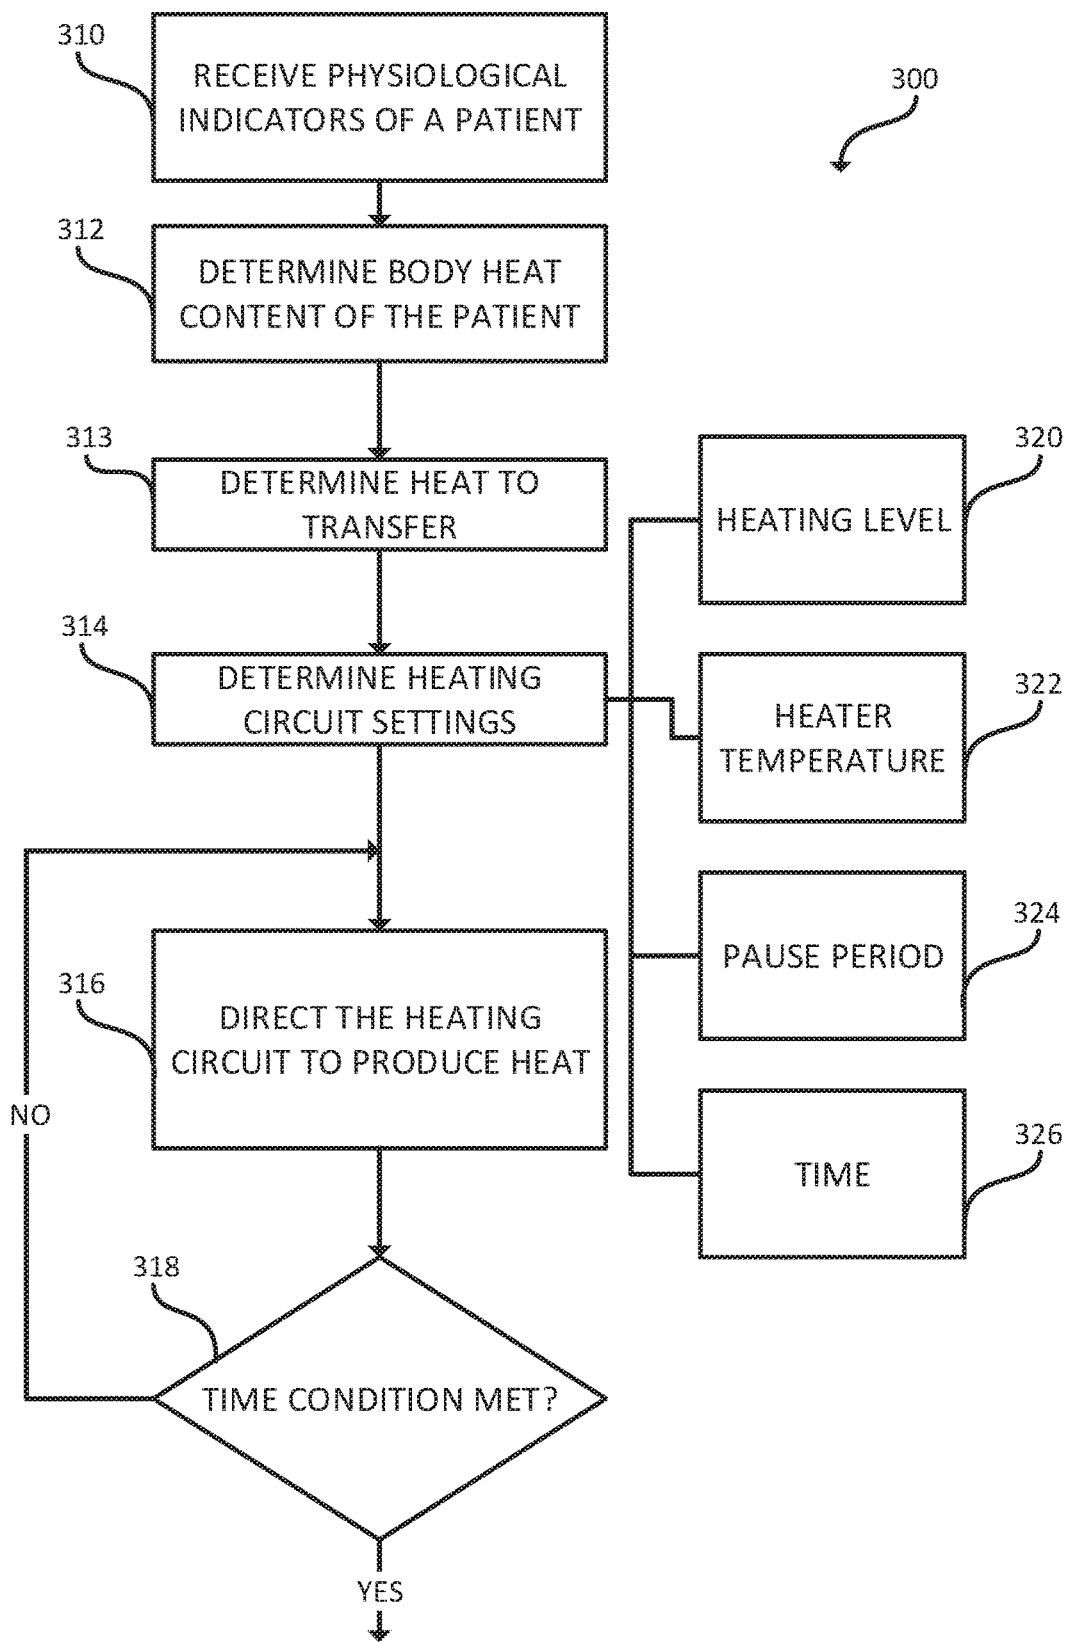 310
RECEIVE PHYSIOLOGICAL
INDICATORS OF A PATIENT
300
312
DETERMINE BODY HEAT
CONTENT OF THE PATIENT
313
DETERMINE HEAT TO
TRANSFER
320
HEATING LEVEL
314
DETERMINE HEATING
CIRCUIT SETTINGS
322
HEATER
TEMPERATURE
324
PAUSE PERIOD
316
DIRECT THE HEATING
CIRCUIT TO PRODUCE HEAT
NO
326
TIME
318
TIME CONDITION MET?
YES